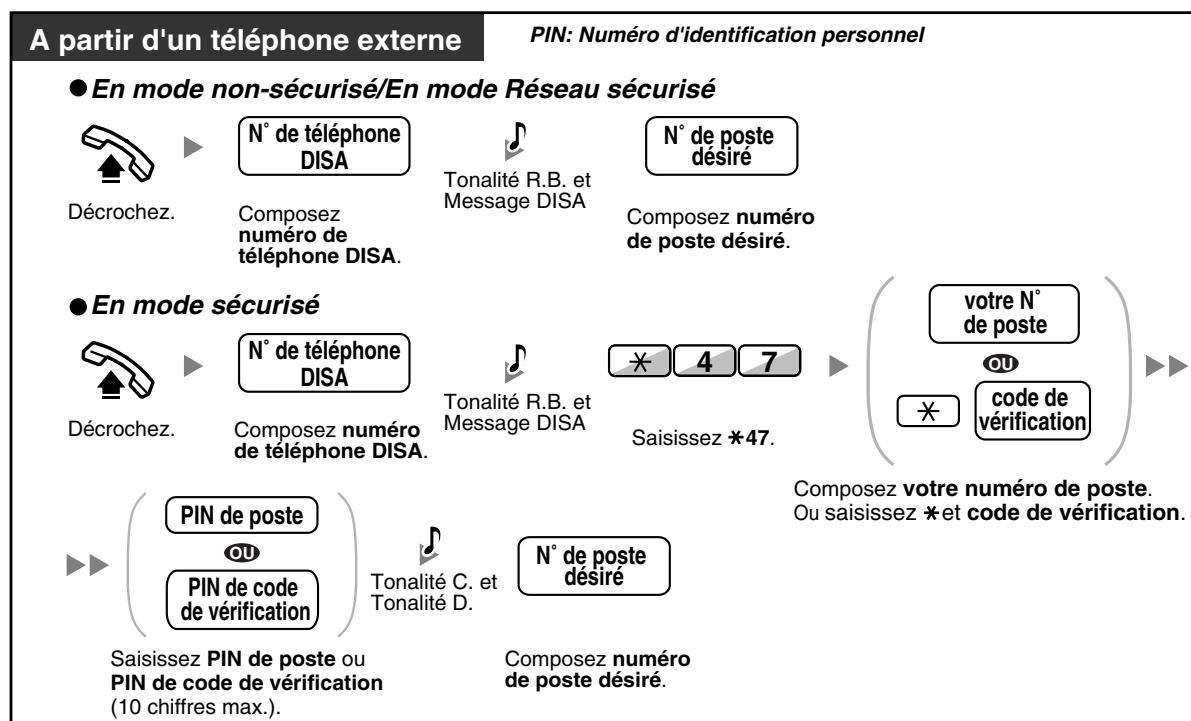 A partir d'un téléphone externe
PIN: Numéro d'identification personnel
● En mode non-sécurisé/En mode Réseau sécurisé
Décrochez.
N° de téléphone
DISA
Composez
numéro de
téléphone DISA.
Tonalité R.B. et
Message DISA
N° de poste
désiré
Composez numéro
de poste désiré.
● En mode sécurisé
Décrochez.
N° de téléphone
DISA
Composez numéro
de téléphone DISA.
Tonalité R.B. et
Message DISA
* 4 7
Saisissez *47.
votre N°
de poste
OU
* code de
vérification
Composez votre numéro de poste.
Ou saisissez * et code de vérification.
PIN de poste
OU
PIN de code
de vérification
Saisissez PIN de poste ou
PIN de code de vérification
(10 chiffres max.).
Tonalité C. et
Tonalité D.
N° de poste
désiré
Composez numéro
de poste désiré.